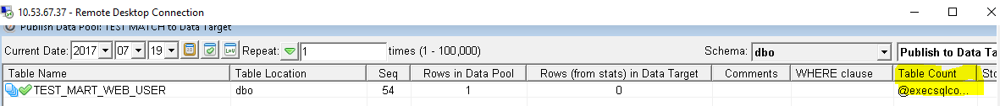 10.53.67.37 - Remote Desktop Connection
Publish Data Pool: TEST MATCH to Data Target
Current Date: 2017 07 19 LOV Repeat: 1 times (1 - 100,000) Schema: dbo Publish to Data Ta
Table Name Table Location Seq Rows in Data Pool Rows (from stats) in Data Target Comments WHERE clause Table Count Sto
TEST_MART_WEB_USER dbo 54 1 0 @execsqlco...